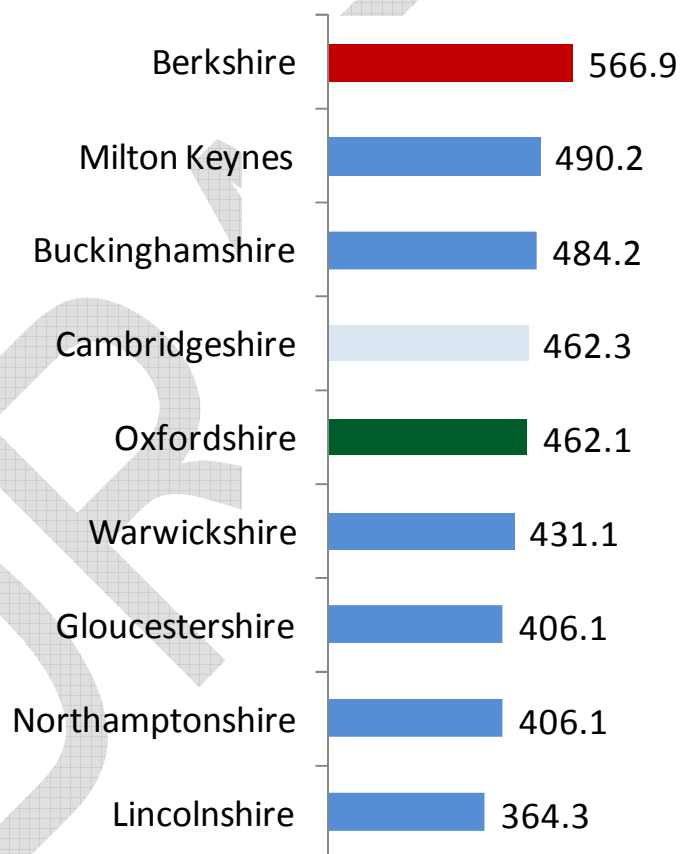 Berkshire 566.9
Milton Keynes 490.2
Buckinghamshire 484.2
Cambridgeshire 462.3
Oxfordshire 462.1
Warwickshire 431.1
Gloucestershire 406.1
Northamptonshire 406.1
Lincolnshire 364.3